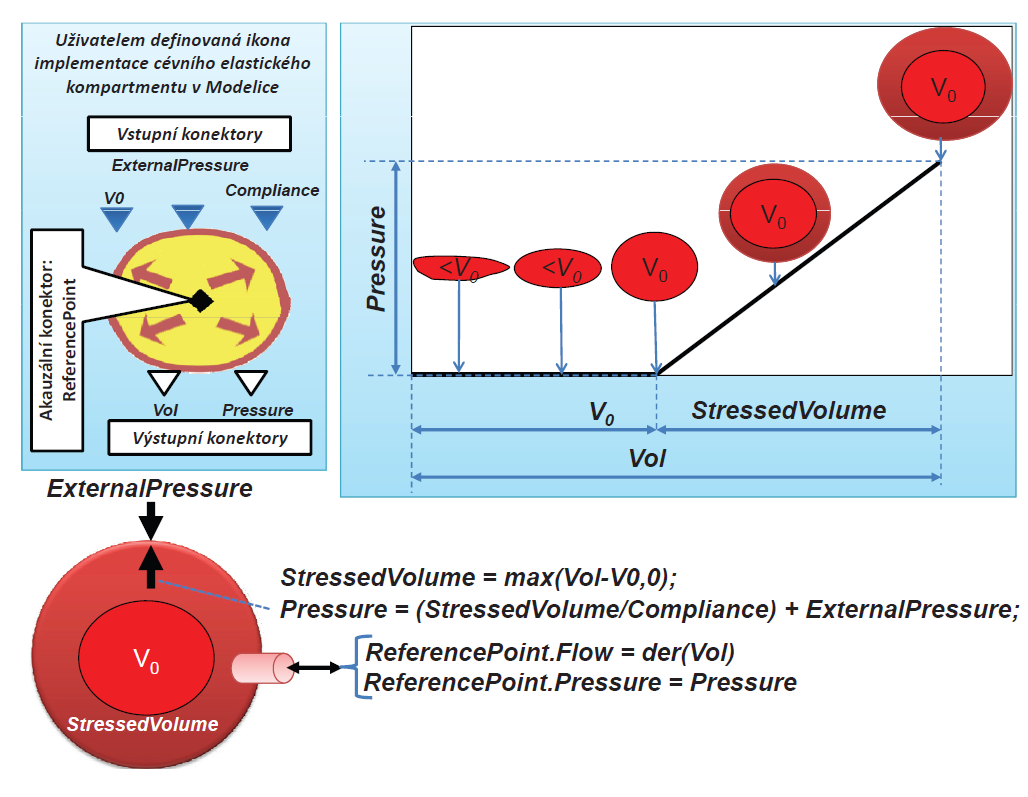 Uživatelem definovaná ikona
implementace cévního elastického
kompartmentu v Modelice
Vstupní konektory
ExternalPressure
V0
Compliance
Akauzální konektor:
ReferencePoint
Vol
Pressure
Výstupní konektory
Pressure
<V0
<V0
V0
V0
V0
V0
StressedVolume
Vol
ExternalPressure
V0
StressedVolume
StressedVolume = max(Vol-V0,0);
Pressure = (StressedVolume/Compliance) + ExternalPressure;
ReferencePoint.Flow = der(Vol)
ReferencePoint.Pressure = Pressure